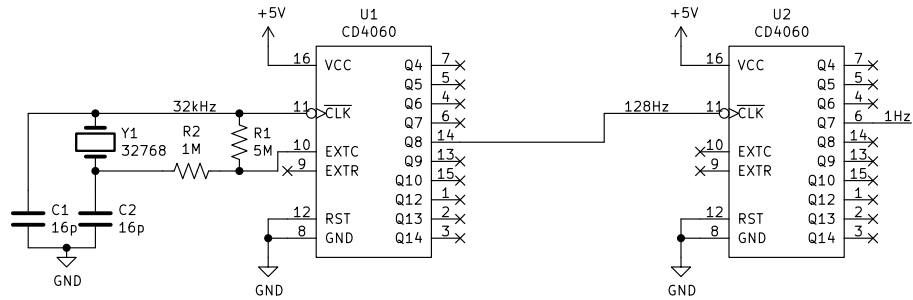 +5V
U1
CD4060
16
VCC
Q4
7
Q5
5
Q6
4
Q7
6
Q8
14
Q9
13
Q10
15
Q12
1
Q13
2
Q14
3
32kHz
11
CLK
10
EXTC
9
EXTR
12
RST
8
GND
GND
Y1
32768
R2
1M
R1
5M
C1
16p
C2
16p
GND
128Hz
+5V
U2
CD4060
16
VCC
11
CLK
10
EXTC
9
EXTR
12
RST
8
GND
Q4
7
Q5
5
Q6
4
Q7
6
1Hz
Q8
14
Q9
13
Q10
15
Q12
1
Q13
2
Q14
3
GND